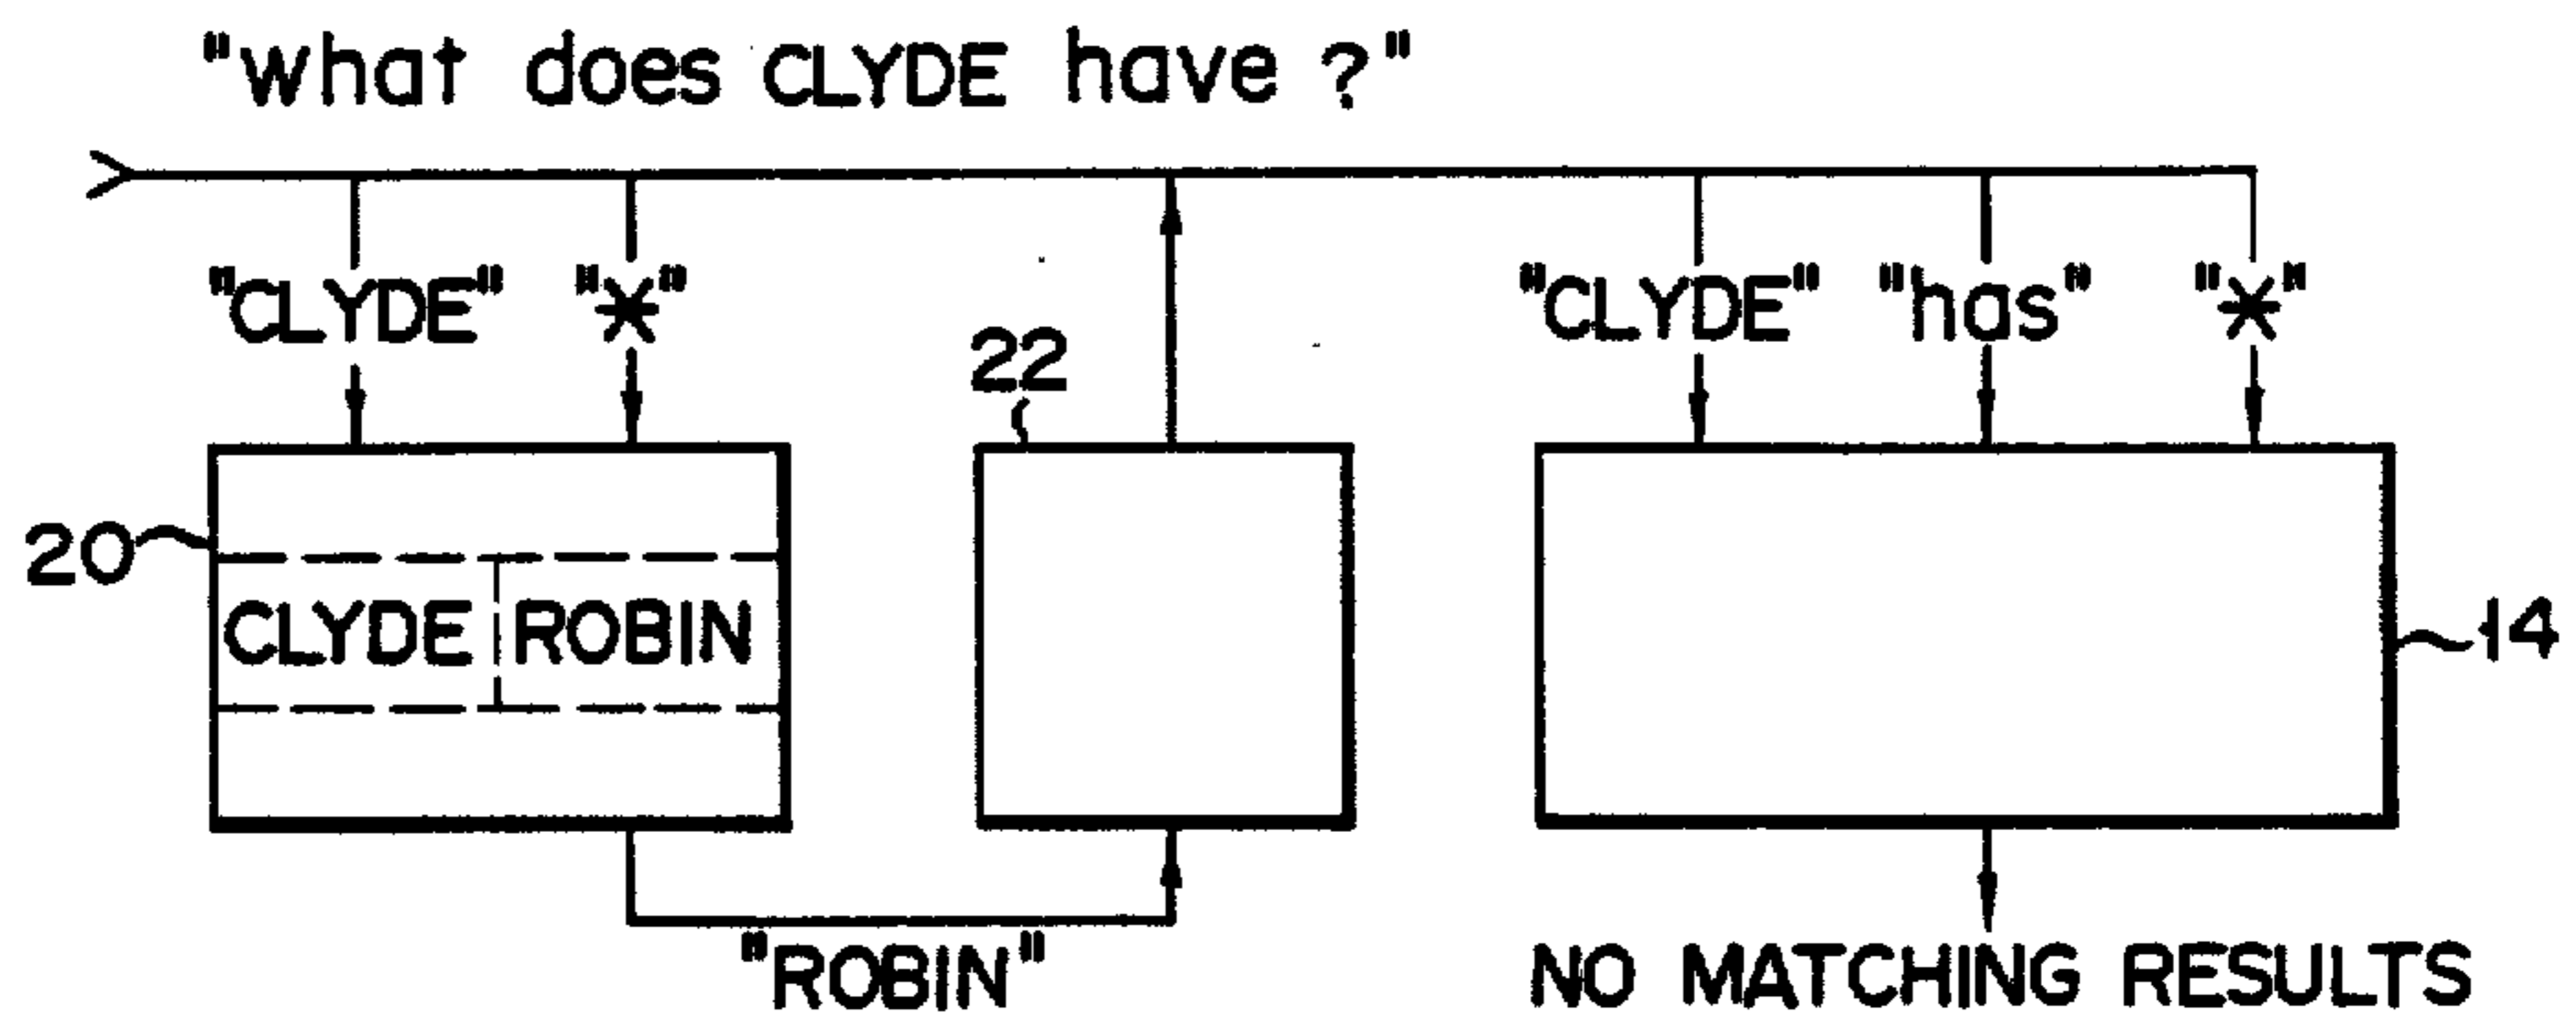 "what does CLYDE have ?"
"CLYDE" "*" "CLYDE" "has" "*"
22
20
CLYDE ROBIN
14
"ROBIN"
NO MATCHING RESULTS